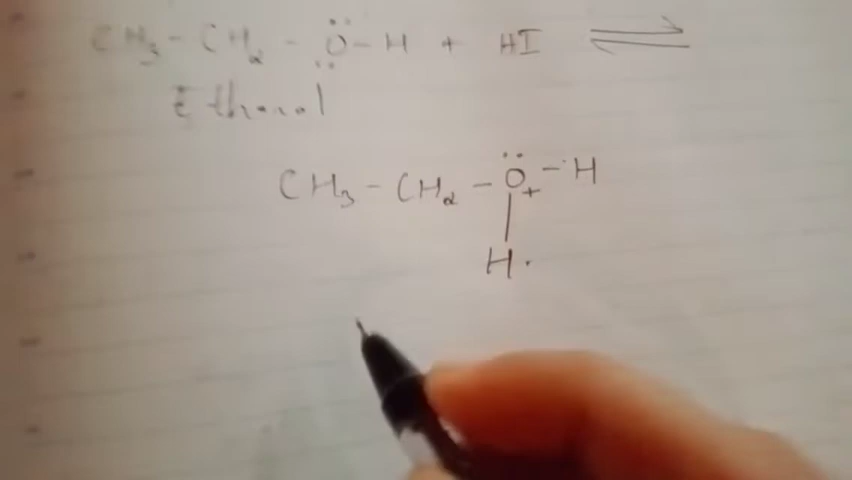 CH₃ - CH₂ - Ö - H + HI ⇌
Ethanol
CH₃ - CH₂ - Ö⁺ - H
|
H.